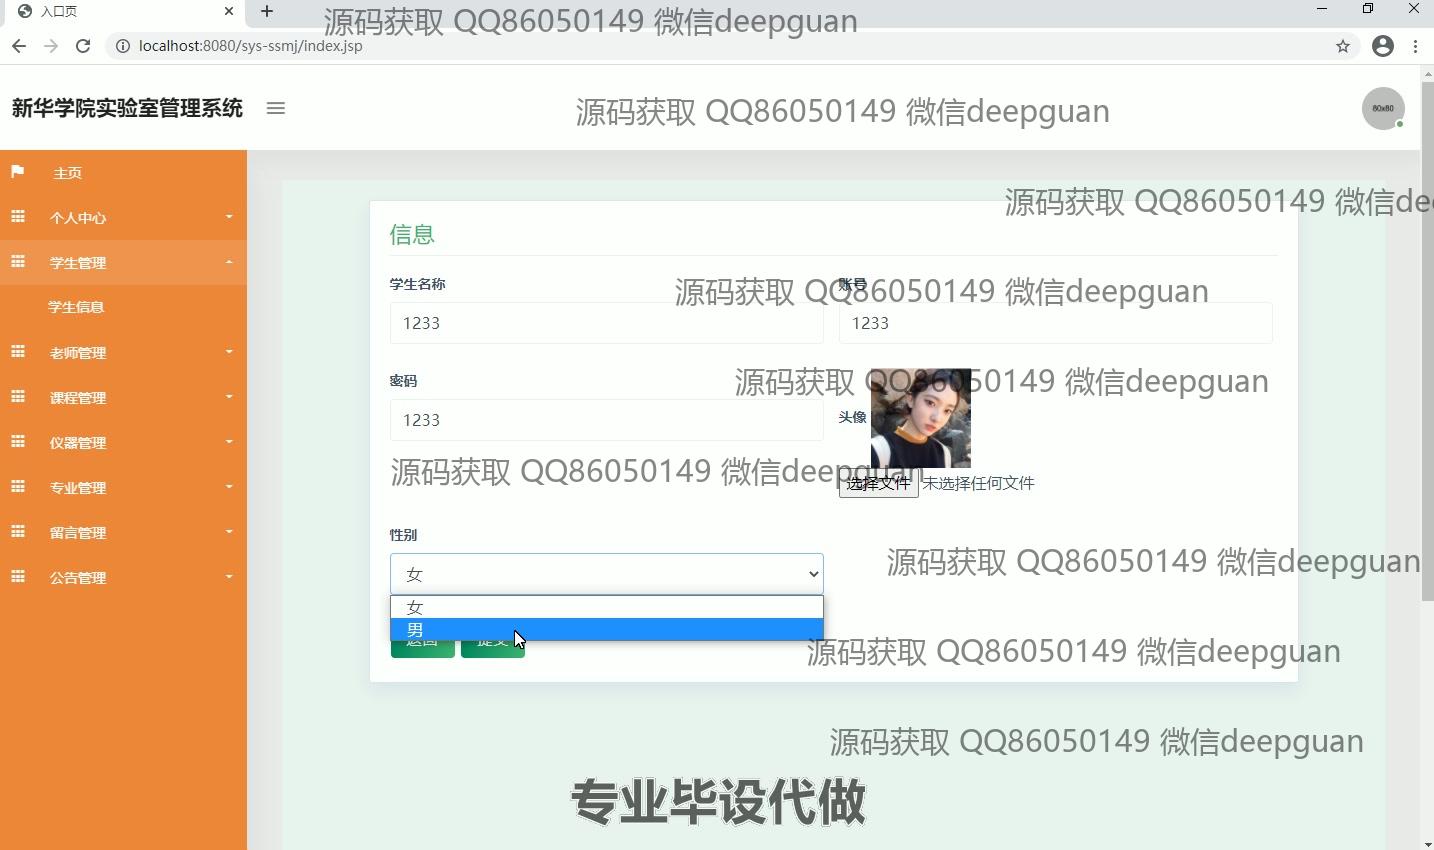 入口页
源码获取 QQ86050149 微信deepguan
localhost:8080/sys-ssmj/index.jsp
新华学院实验室管理系统
源码获取 QQ86050149 微信deepguan
80x80
主页
源码获取 QQ86050149 微信de
个人中心
信息
学生管理
学生名称
账号
源码获取 QQ86050149 微信deepguan
学生信息
1233
1233
老师管理
密码
源码获取 QQ86050149 微信deepguan
课程管理
1233
头像
仪器管理
源码获取 QQ86050149 微信deepguan
选择文件 未选择任何文件
专业管理
留言管理
性别
源码获取 QQ86050149 微信deepguan
公告管理
女
女
男
返回
提交
源码获取 QQ86050149 微信deepguan
源码获取 QQ86050149 微信deepguan
专业毕设代做